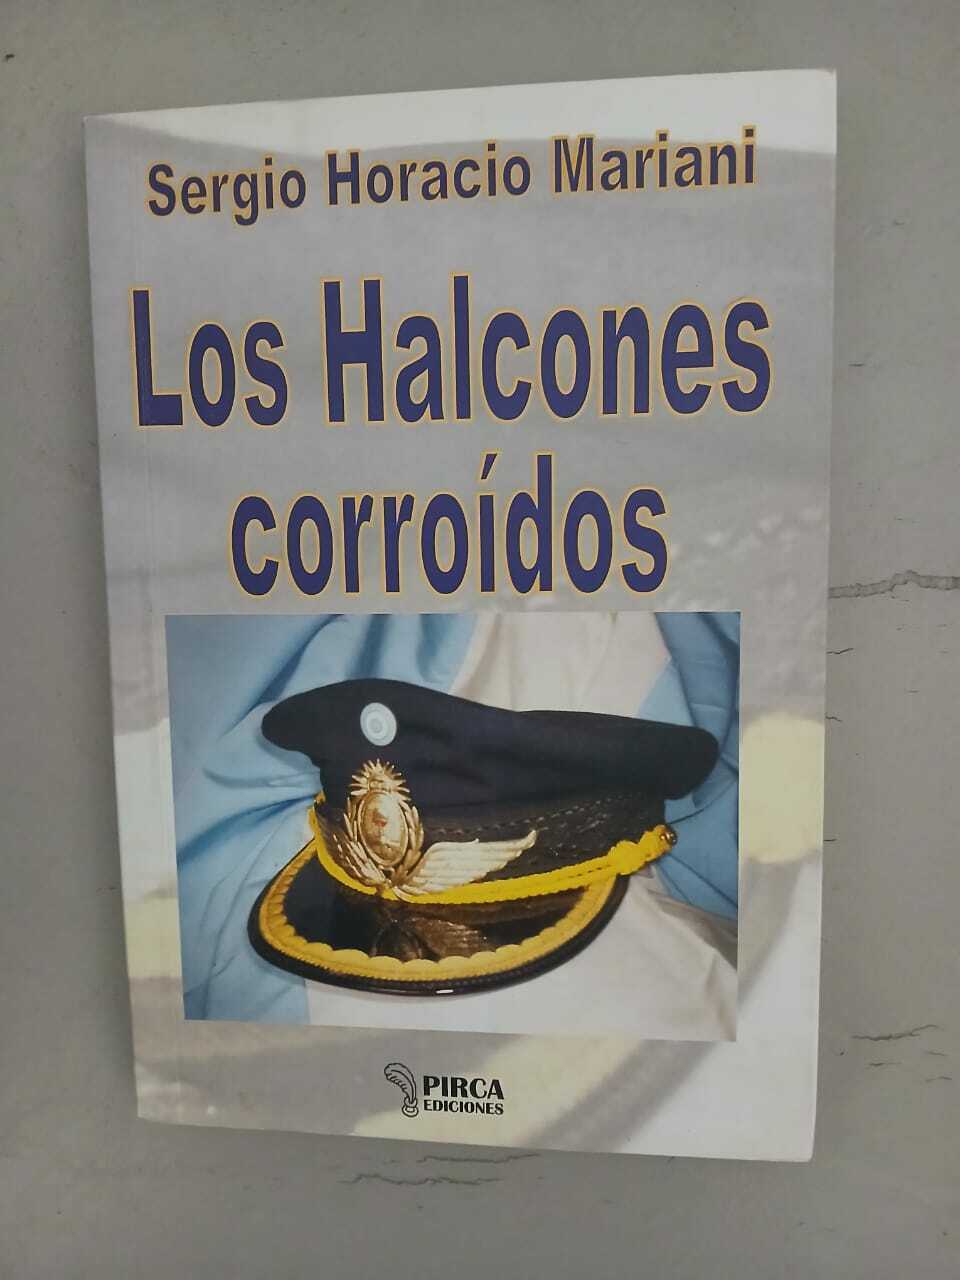 Sergio Horacio Mariani
Los Halcones
corroídos
PIRCA
EDICIONES